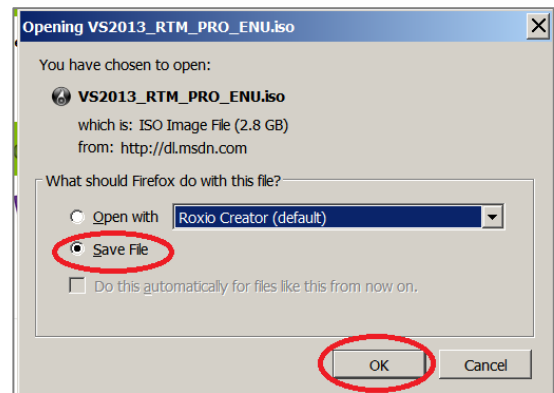 Opening VS2013_RTM_PRO_ENU.iso
You have chosen to open:
VS2013_RTM_PRO_ENU.iso
which is: ISO Image File (2.8 GB)
from: http://dl.msdn.com
What should Firefox do with this file?
Open with Roxio Creator (default)
Save File
Do this automatically for files like this from now on.
OK Cancel